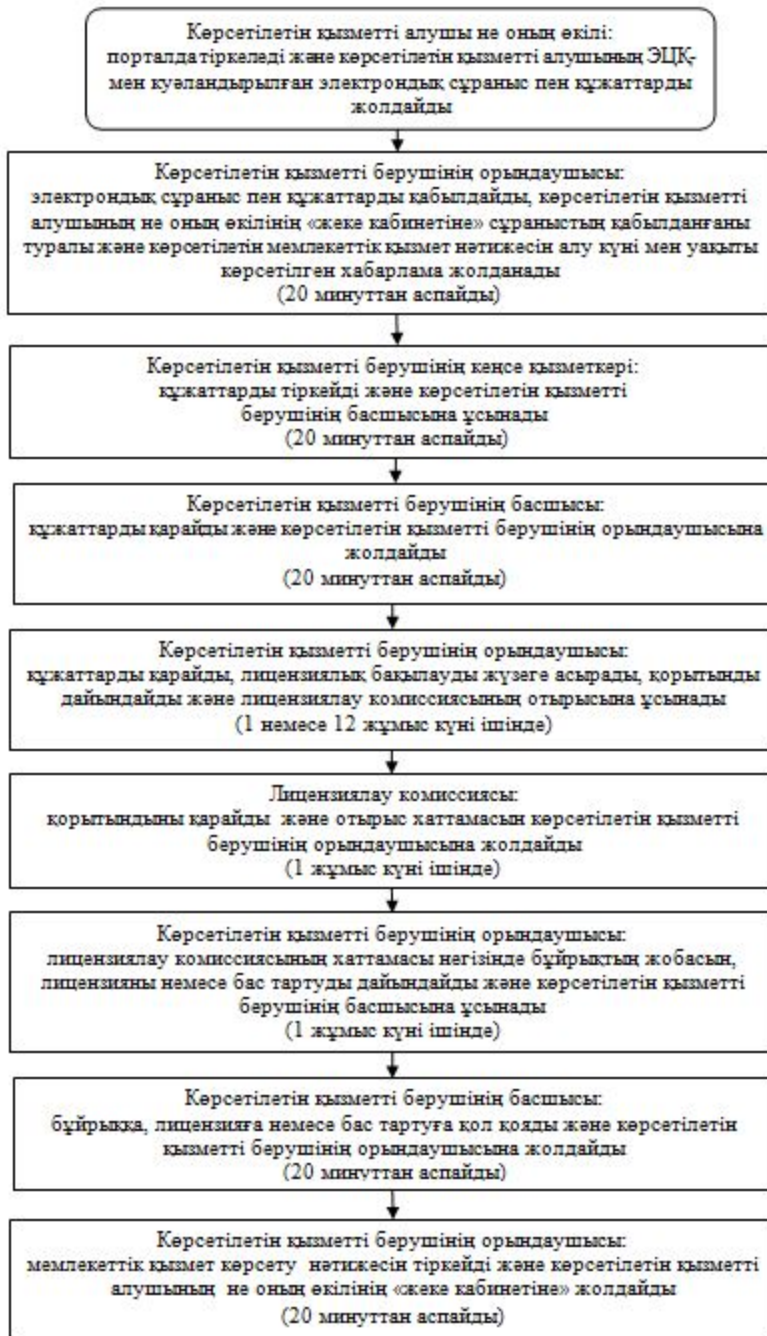 Көрсетілетін қызметті алушы не оның өкілі:
порталда тіркеледі және көрсетілетін қызметті алушының ЭЦҚ-
мен куәландырылған электрондық сұраныс пен құжаттарды
жолдайды
Көрсетілетін қызметті берушінің орындаушысы:
электрондық сұраныс пен құжаттарды қабылдайды, көрсетілетін қызметті
алушының не оның өкілінің «жеке кабинетіне» сұраныстың қабылданғаны
туралы және көрсетілетін мемлекеттік қызмет нәтижесін алу күні мен уақыты
көрсетілген хабарлама жолданады
(20 минуттан аспайды)
Көрсетілетін қызметті берушінің кеңсе қызметкері:
құжаттарды тіркейді және көрсетілетін қызметті
берушінің басшысына ұсынады
(20 минуттан аспайды)
Көрсетілетін қызметті берушінің басшысы:
құжаттарды қарайды және көрсетілетін қызметті берушінің орындаушысына
жолдайды
(20 минуттан аспайды)
Көрсетілетін қызметті берушінің орындаушысы:
құжаттарды қарайды, лицензиялық бақылауды жүзеге асырады, қорытынды
дайындайды және лицензиялау комиссиясының отырысына ұсынады
(1 немесе 12 жұмыс күні ішінде)
Лицензиялау комиссиясы:
қорытындыны қарайды және отырыс хаттамасын көрсетілетін қызметті
берушінің орындаушысына жолдайды
(1 жұмыс күні ішінде)
Көрсетілетін қызметті берушінің орындаушысы:
лицензиялау комиссиясының хаттамасы негізінде бұйрықтың жобасын,
лицензияны немесе бас тартуды дайындайды және көрсетілетін қызметті
берушінің басшысына ұсынады
(1 жұмыс күні ішінде)
Көрсетілетін қызметті берушінің басшысы:
бұйрыққа, лицензияға немесе бас тартуға қол қояды және көрсетілетін
қызметті берушінің орындаушысына жолдайды
(20 минуттан аспайды)
Көрсетілетін қызметті берушінің орындаушысы:
мемлекеттік қызмет көрсету нәтижесін тіркейді және көрсетілетін қызметті
алушының не оның өкілінің «жеке кабинетіне» жолдайды
(20 минуттан аспайды)